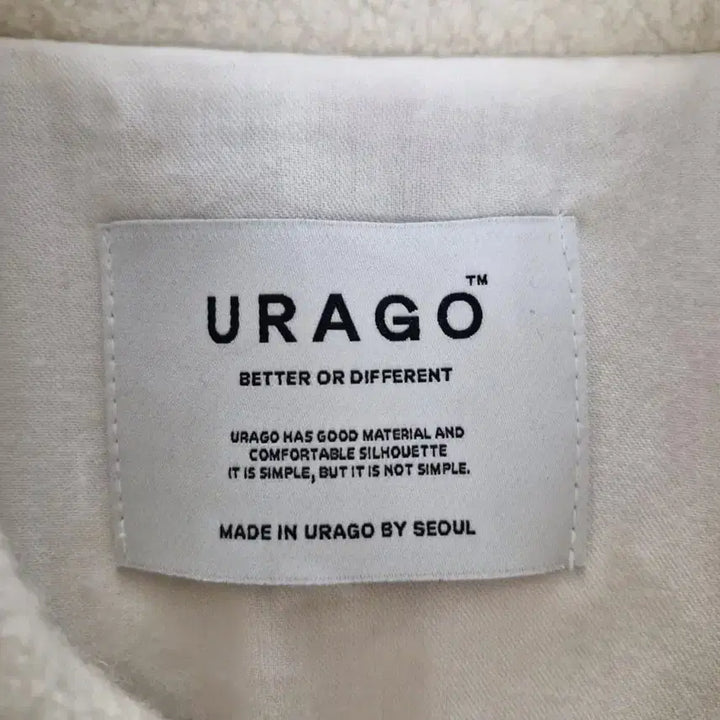 URAGO™
BETTER OR DIFFERENT
URAGO HAS GOOD MATERIAL AND
COMFORTABLE SILHOUETTE
IT IS SIMPLE, BUT IT IS NOT SIMPLE.
MADE IN URAGO BY SEOUL